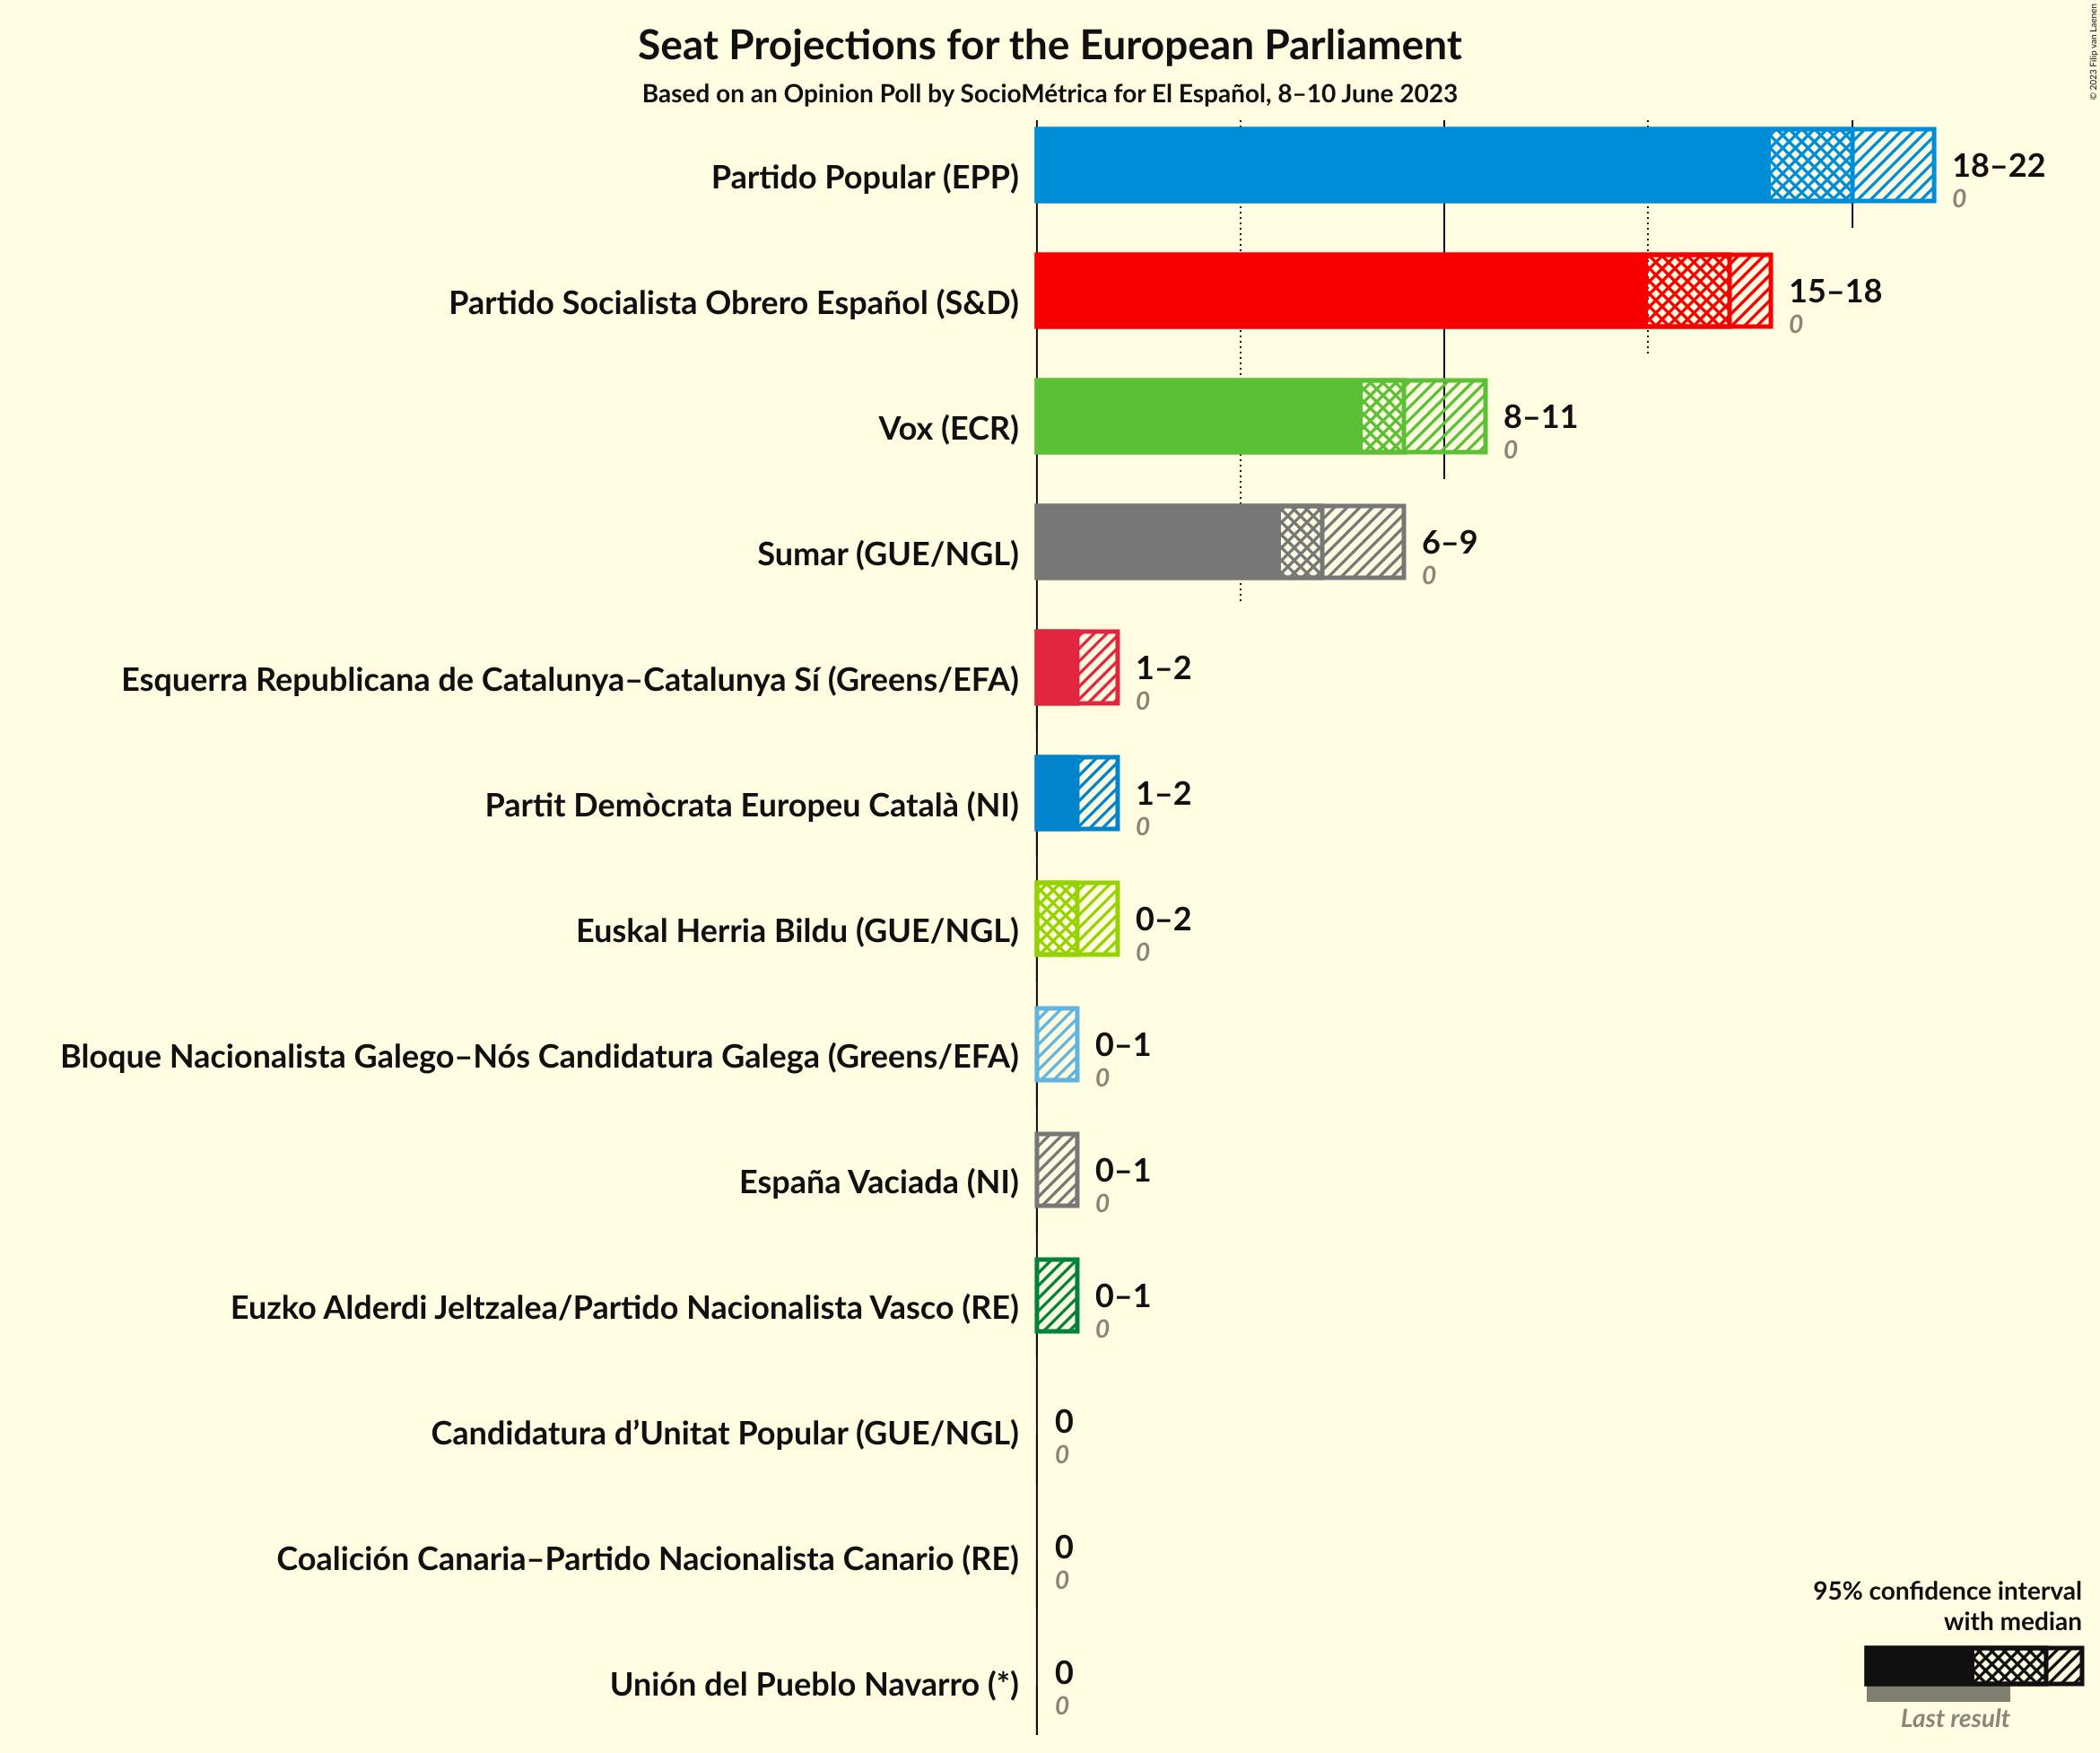 Seat Projections for the European Parliament
Based on an Opinion Poll by SocioMétrica for El Español, 8–10 June 2023
© 2023 Filip van Laenen
Partido Popular (EPP)
18–22
0
Partido Socialista Obrero Español (S&D)
15–18
0
Vox (ECR)
8–11
0
Sumar (GUE/NGL)
6–9
0
Esquerra Republicana de Catalunya–Catalunya Sí (Greens/EFA)
1–2
0
Partit Demòcrata Europeu Català (NI)
1–2
0
Euskal Herria Bildu (GUE/NGL)
0–2
0
Bloque Nacionalista Galego–Nós Candidatura Galega (Greens/EFA)
0–1
0
España Vaciada (NI)
0–1
0
Euzko Alderdi Jeltzalea/Partido Nacionalista Vasco (RE)
0–1
0
Candidatura d’Unitat Popular (GUE/NGL)
0
0
Coalición Canaria–Partido Nacionalista Canario (RE)
0
0
Unión del Pueblo Navarro (*)
0
0
95% confidence interval
with median
Last result